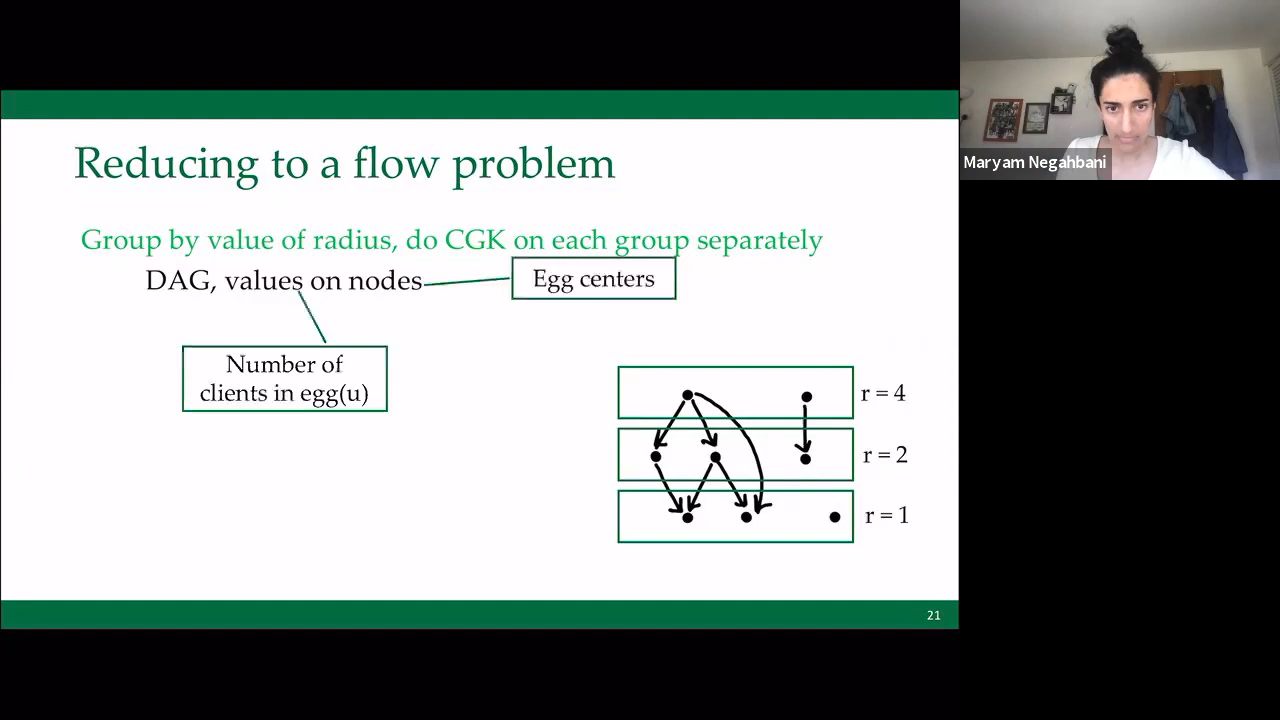 Reducing to a flow problem
Group by value of radius, do CGK on each group separately
DAG, values on nodes
Egg centers
Number of
clients in egg(u)
r = 4
r = 2
r = 1
21
Maryam Negahbani